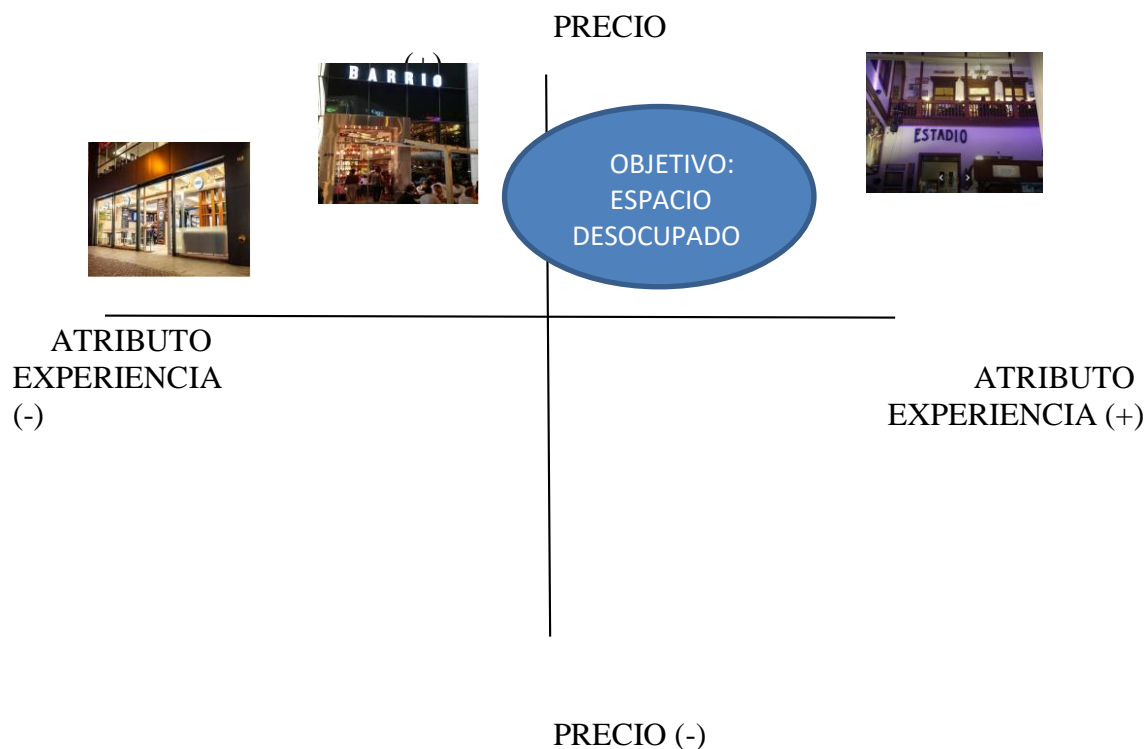 PRECIO
(+)
BARRIO
ESTADIO
OBJETIVO:
ESPACIO
DESOCUPADO
ATRIBUTO
EXPERIENCIA
(-)
ATRIBUTO
EXPERIENCIA (+)
PRECIO (-)